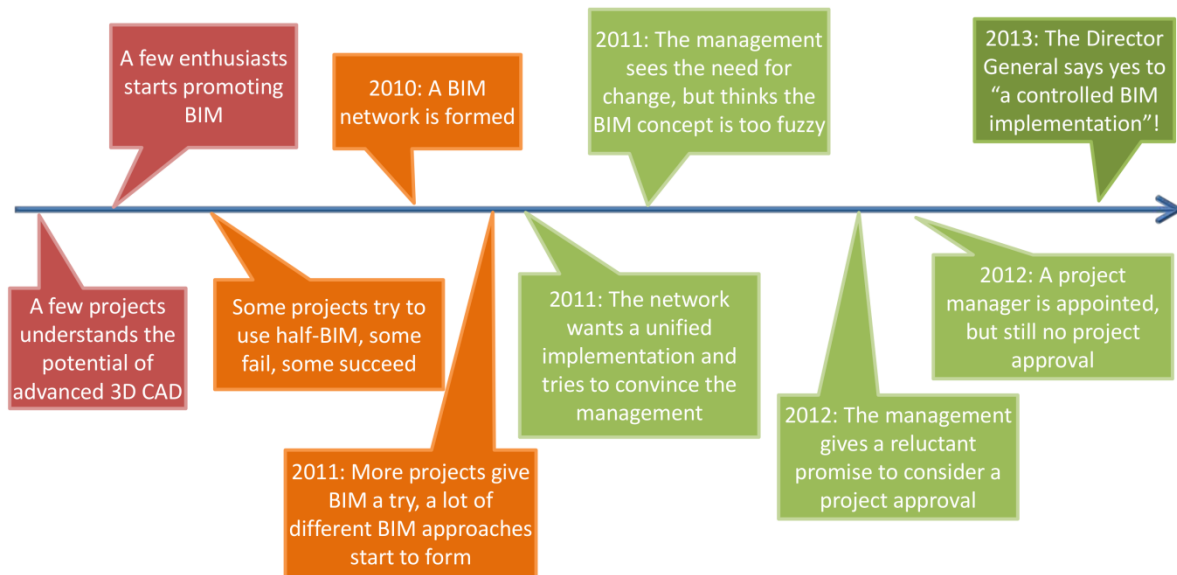 A few enthusiasts
starts promoting
BIM
2010: A BIM
network is formed
2011: The management
sees the need for
change, but thinks the
BIM concept is too fuzzy
2013: The Director
General says yes to
“a controlled BIM
implementation”!
A few projects
understands the
potential of
advanced 3D CAD
Some projects try to
use half-BIM, some
fail, some succeed
2011: More projects give
BIM a try, a lot of
different BIM approaches
start to form
2011: The network
wants a unified
implementation and
tries to convince the
management
2012: The management
gives a reluctant
promise to consider a
project approval
2012: A project
manager is appointed,
but still no project
approval